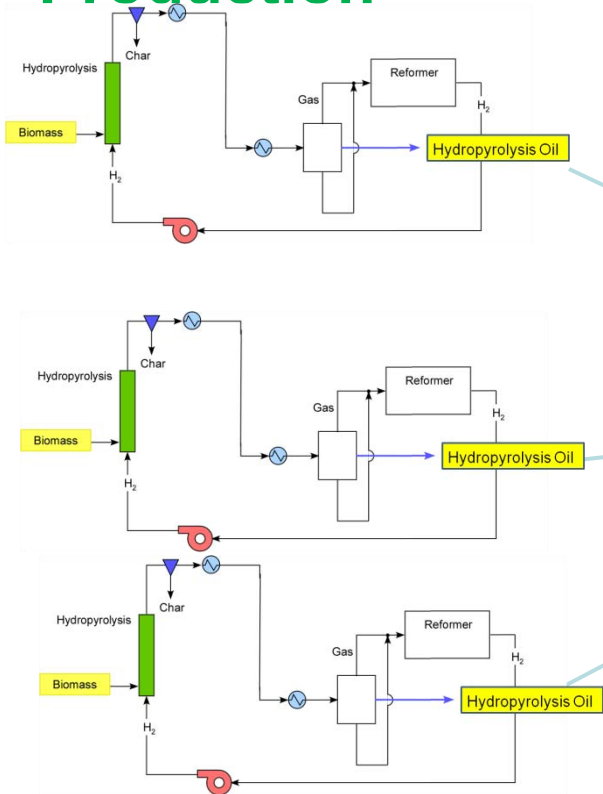 Production
Char
Hydropyrolysis
Reformer
Gas
H2
Biomass
Hydropyrolysis Oil
H2
Char
Hydropyrolysis
Reformer
Gas
H2
Biomass
Hydropyrolysis Oil
H2
Char
Hydropyrolysis
Reformer
Gas
H2
Biomass
Hydropyrolysis Oil
H2